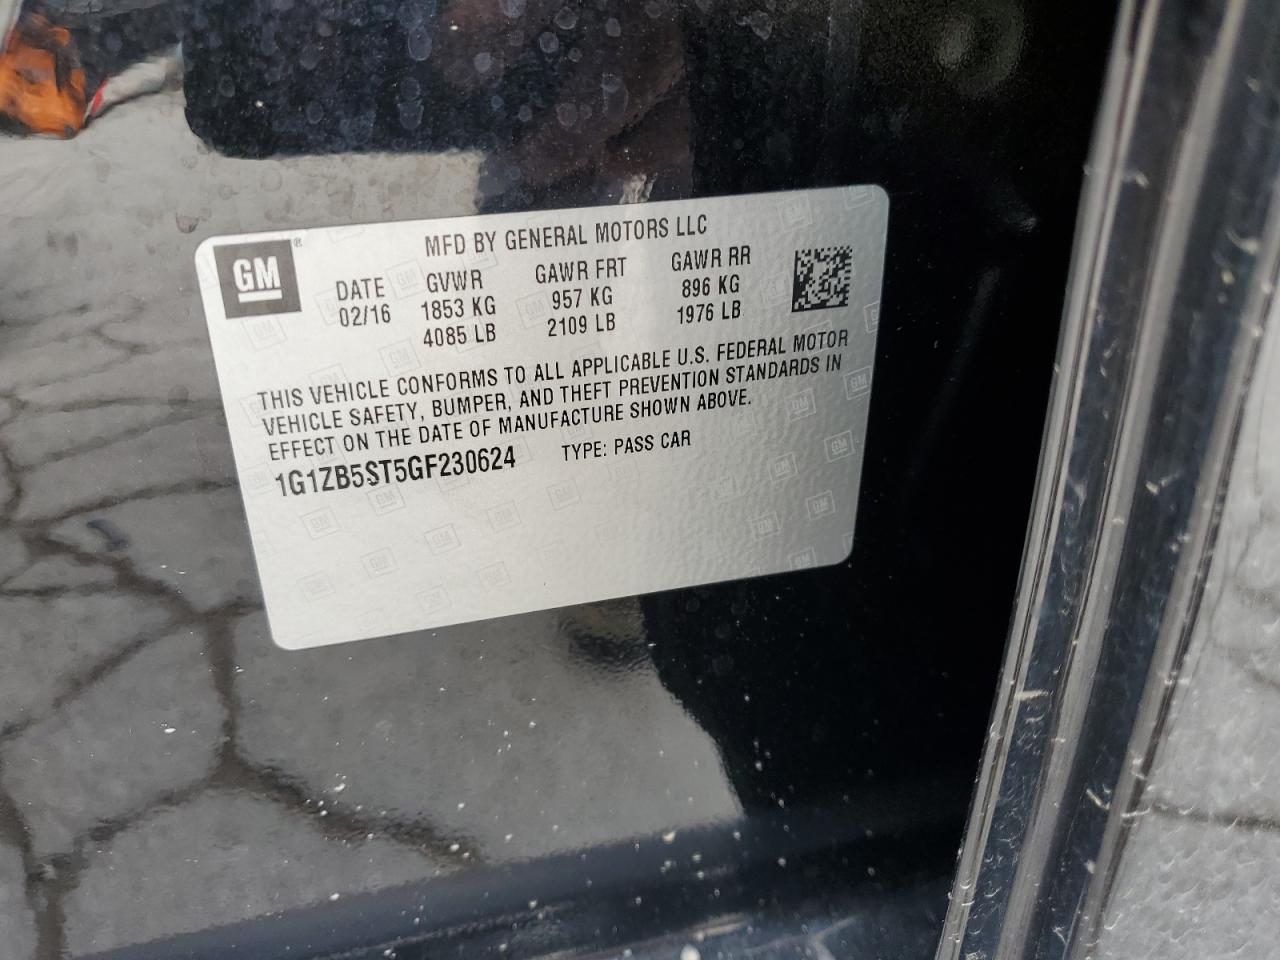 GM®
MFD BY GENERAL MOTORS LLC
DATE GVWR GAWR FRT GAWR RR
02/16 1853 KG 957 KG 896 KG
4085 LB 2109 LB 1976 LB
THIS VEHICLE CONFORMS TO ALL APPLICABLE U.S. FEDERAL MOTOR
VEHICLE SAFETY, BUMPER, AND THEFT PREVENTION STANDARDS IN
EFFECT ON THE DATE OF MANUFACTURE SHOWN ABOVE.
1G1ZB5ST5GF230624 TYPE: PASS CAR